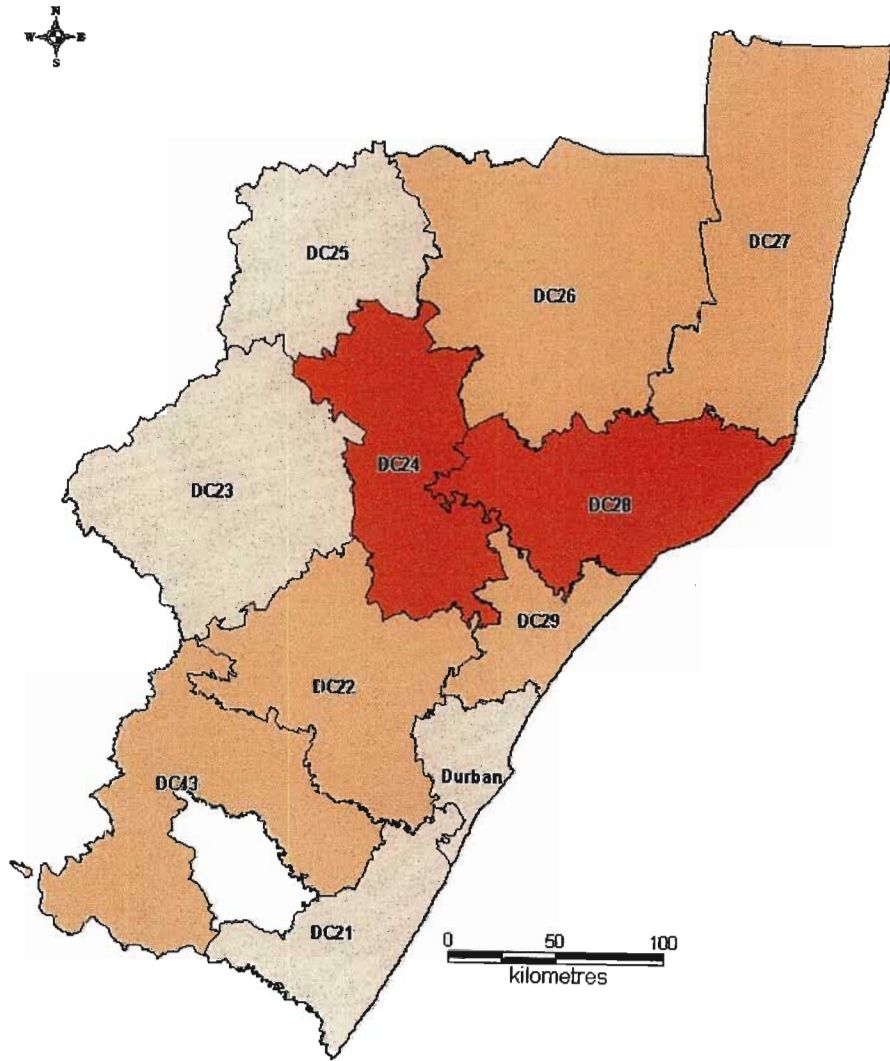 N
W E
S
DC27
DC25
DC26
DC24
DC23
DC28
DC29
DC22
Durban
DC43
DC21
0 50 100
kilometres